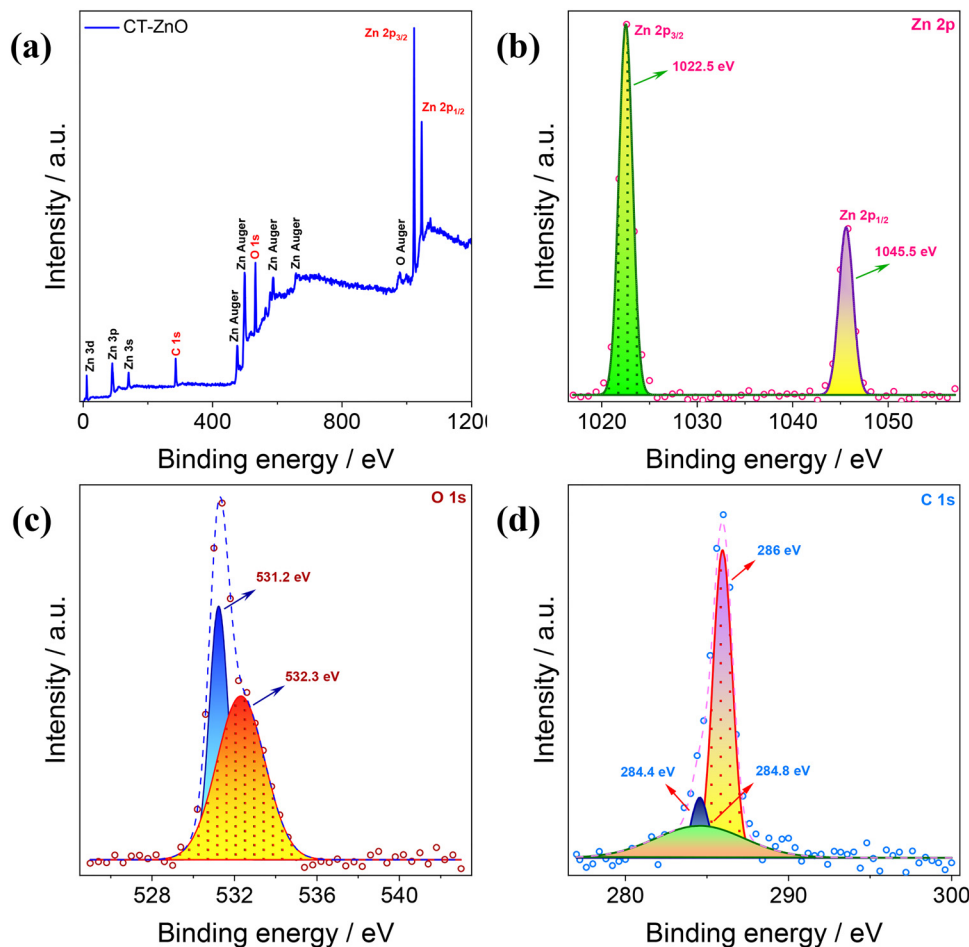 (a)
CT-ZnO
Zn 2p3/2
Zn 2p1/2
Zn 3d
Zn 3p
Zn 3s
C 1s
Zn Auger
Zn Auger
O 1s
Zn Auger
Zn Auger
O Auger
Intensity / a.u.
0 400 800 1200
Binding energy / eV
(b)
Zn 2p
Zn 2p3/2
1022.5 eV
Zn 2p1/2
1045.5 eV
Intensity / a.u.
1020 1030 1040 1050
Binding energy / eV
(c)
O 1s
531.2 eV
532.3 eV
Intensity / a.u.
528 532 536 540
Binding energy / eV
(d)
C 1s
286 eV
284.4 eV
284.8 eV
Intensity / a.u.
280 290 300
Binding energy / eV